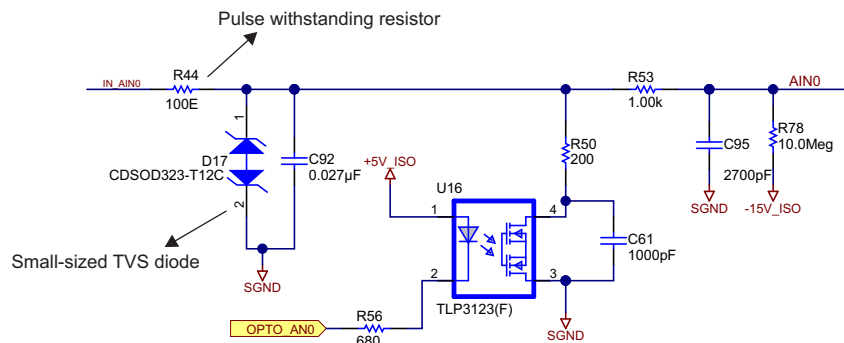 Pulse withstanding resistor
IN_AIN0
R44
100E
R53
1.00k
AIN0
1
D17
CDSOD323-T12C
2
C92
0.027µF
+5V_ISO
R50
200
C95
2700pF
R78
10.0Meg
SGND
-15V_ISO
U16
1
4
2
3
C61
1000pF
TLP3123(F)
Small-sized TVS diode
SGND
SGND
OPTO_AN0
R56
680